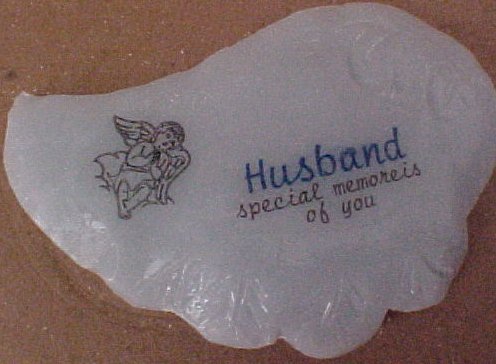 Husband
special memoreis
of you